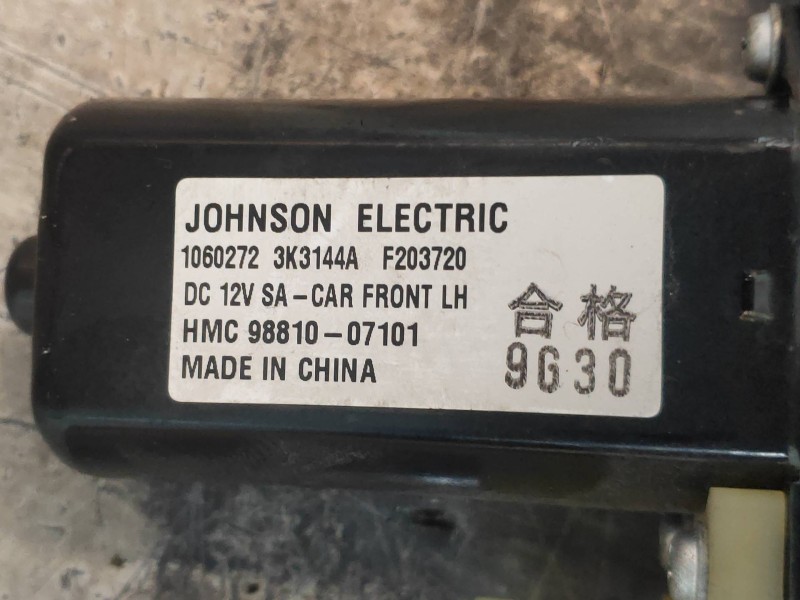 JOHNSON ELECTRIC
1060272 3K3144A F203720
DC 12V SA-CAR FRONT LH
HMC 98810-07101
MADE IN CHINA
合格
9G30